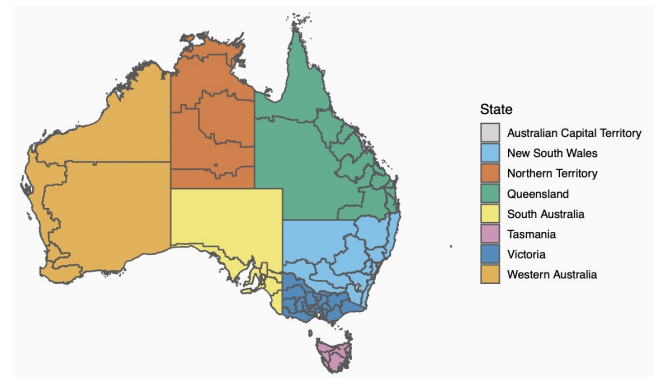 State
Australian Capital Territory
New South Wales
Northern Territory
Queensland
South Australia
Tasmania
Victoria
Western Australia